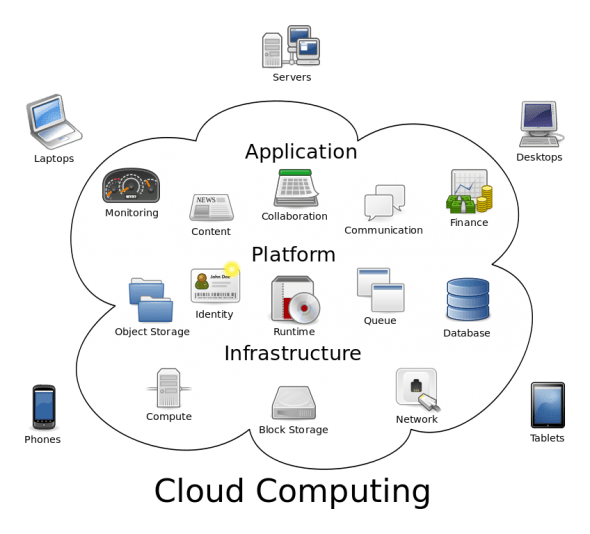 Servers
Laptops
Desktops
Application
Monitoring
NEWS
Content
Collaboration
Communication
Finance
Platform
Object Storage
John Doe
Identity
Runtime
Queue
Database
Infrastructure
Compute
Block Storage
Network
Phones
Tablets
Cloud Computing